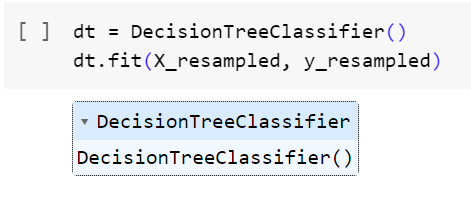 [ ] dt = DecisionTreeClassifier()
dt.fit(X_resampled, y_resampled)
▾ DecisionTreeClassifier
DecisionTreeClassifier()